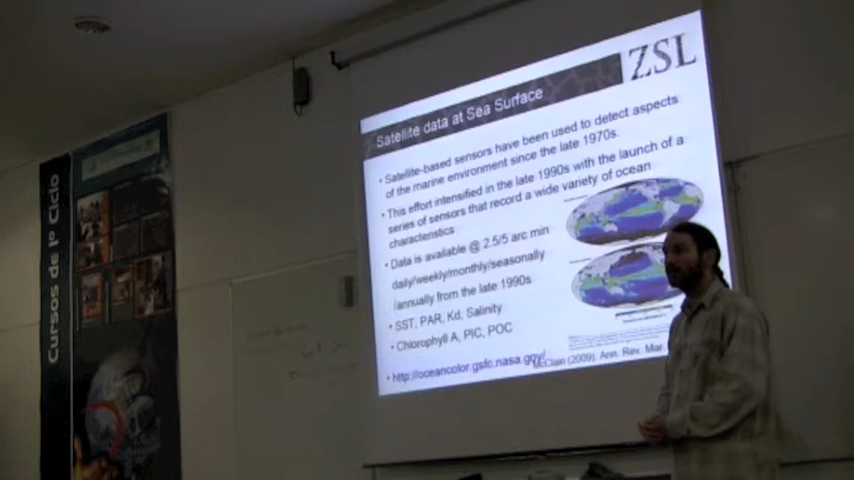 ZSL
Satellite data at Sea Surface
• Satellite-based sensors have been used to detect aspects
of the marine environment since the late 1970s.
• This effort intensified in the late 1990s with the launch of a
series of sensors that record a wide variety of ocean
characteristics
• Data is available @ 2.5/5 arc min
daily/weekly/monthly/seasonally
/annually from the late 1990s
• SST, PAR, Kd, Salinity
• Chlorophyll A, PIC, POC
• http://oceancolor.gsfc.nasa.gov/
McClain (2009). Ann. Rev. Mar.
Cursos de 1º Ciclo